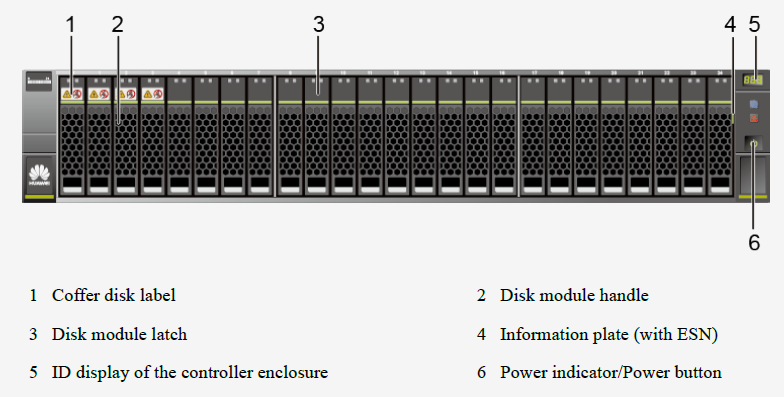 1 2 3 4 5
HUAWEI
6
1 Coffer disk label
2 Disk module handle
3 Disk module latch
4 Information plate (with ESN)
5 ID display of the controller enclosure
6 Power indicator/Power button